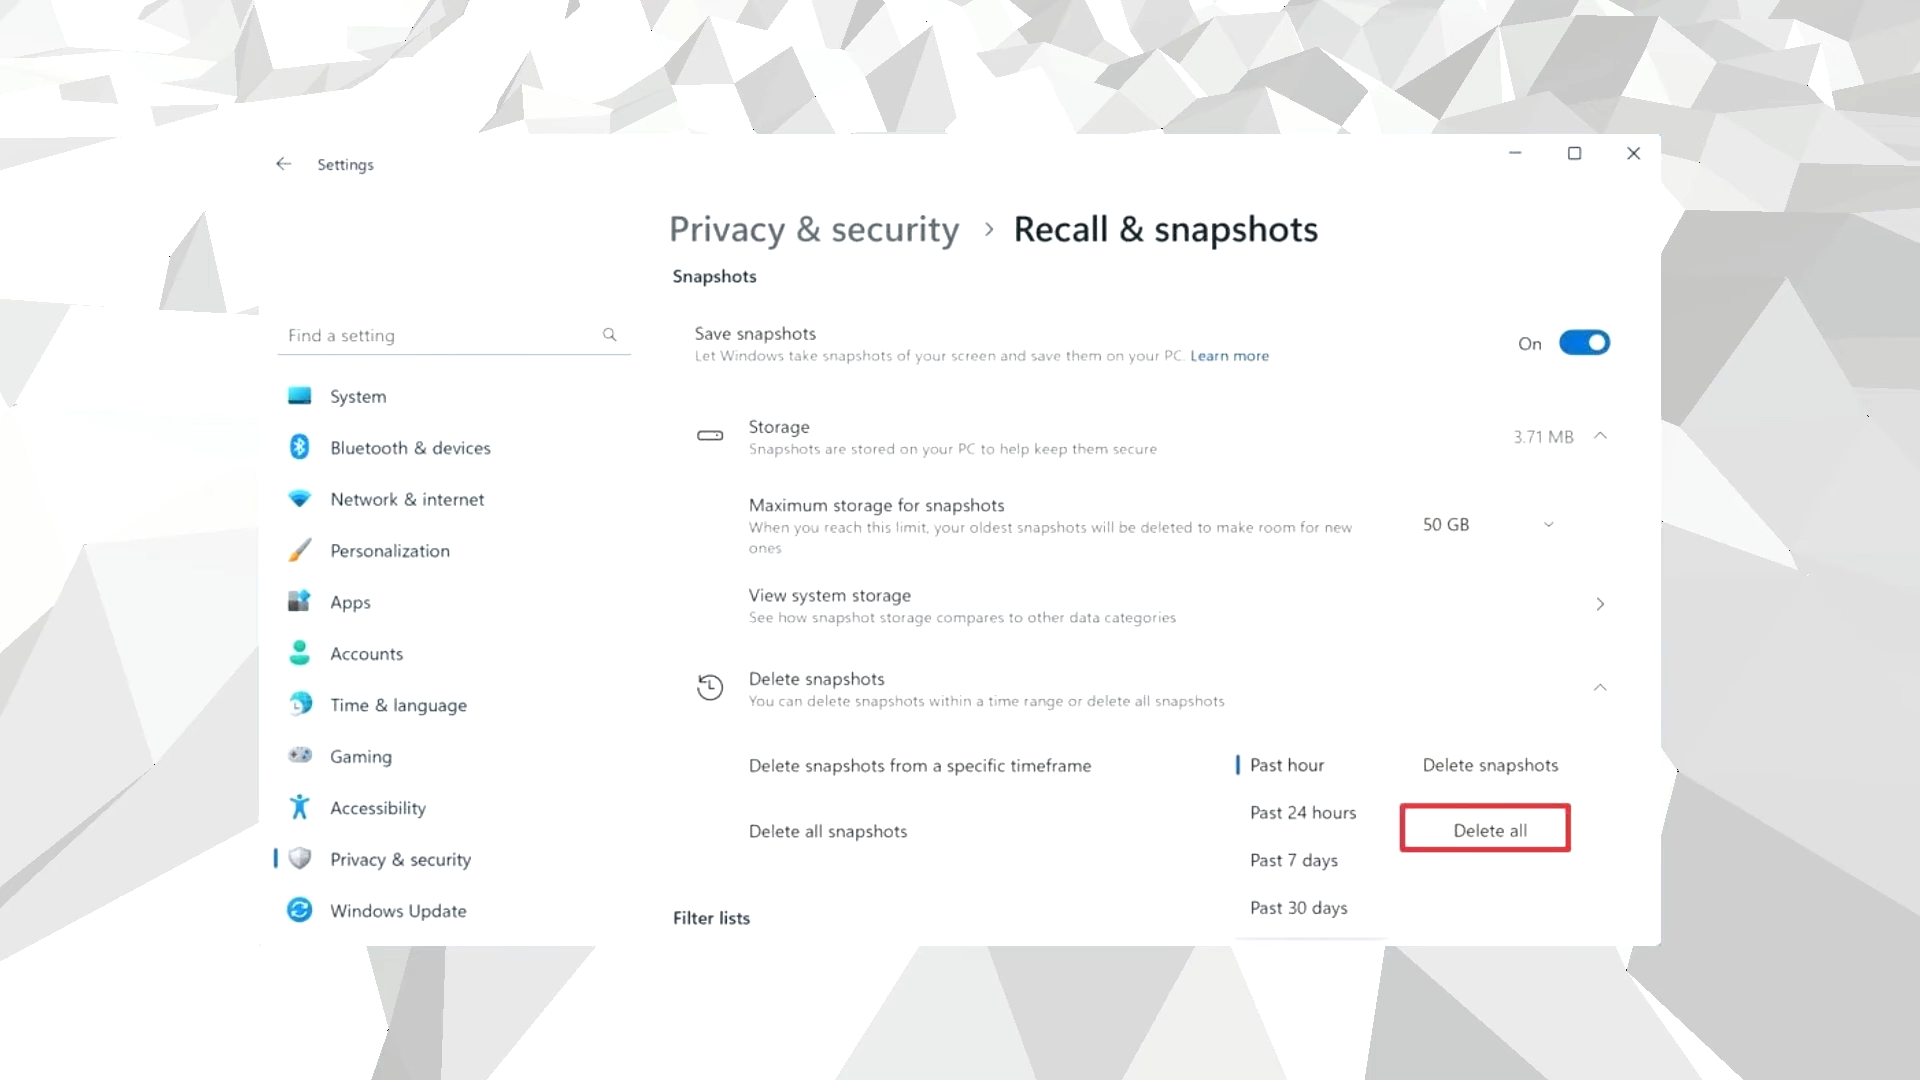 Settings
Privacy & security > Recall & snapshots
Snapshots
Find a setting
System
Bluetooth & devices
Network & internet
Personalization
Apps
Accounts
Time & language
Gaming
Accessibility
Privacy & security
Windows Update
Save snapshots
Let Windows take snapshots of your screen and save them on your PC. Learn more
On
Storage
Snapshots are stored on your PC to help keep them secure
3.71 MB
Maximum storage for snapshots
When you reach this limit, your oldest snapshots will be deleted to make room for new
ones
50 GB
View system storage
See how snapshot storage compares to other data categories
Delete snapshots
You can delete snapshots within a time range or delete all snapshots
Delete snapshots from a specific timeframe
Past hour
Past 24 hours
Past 7 days
Past 30 days
Delete snapshots
Delete all snapshots
Delete all
Filter lists